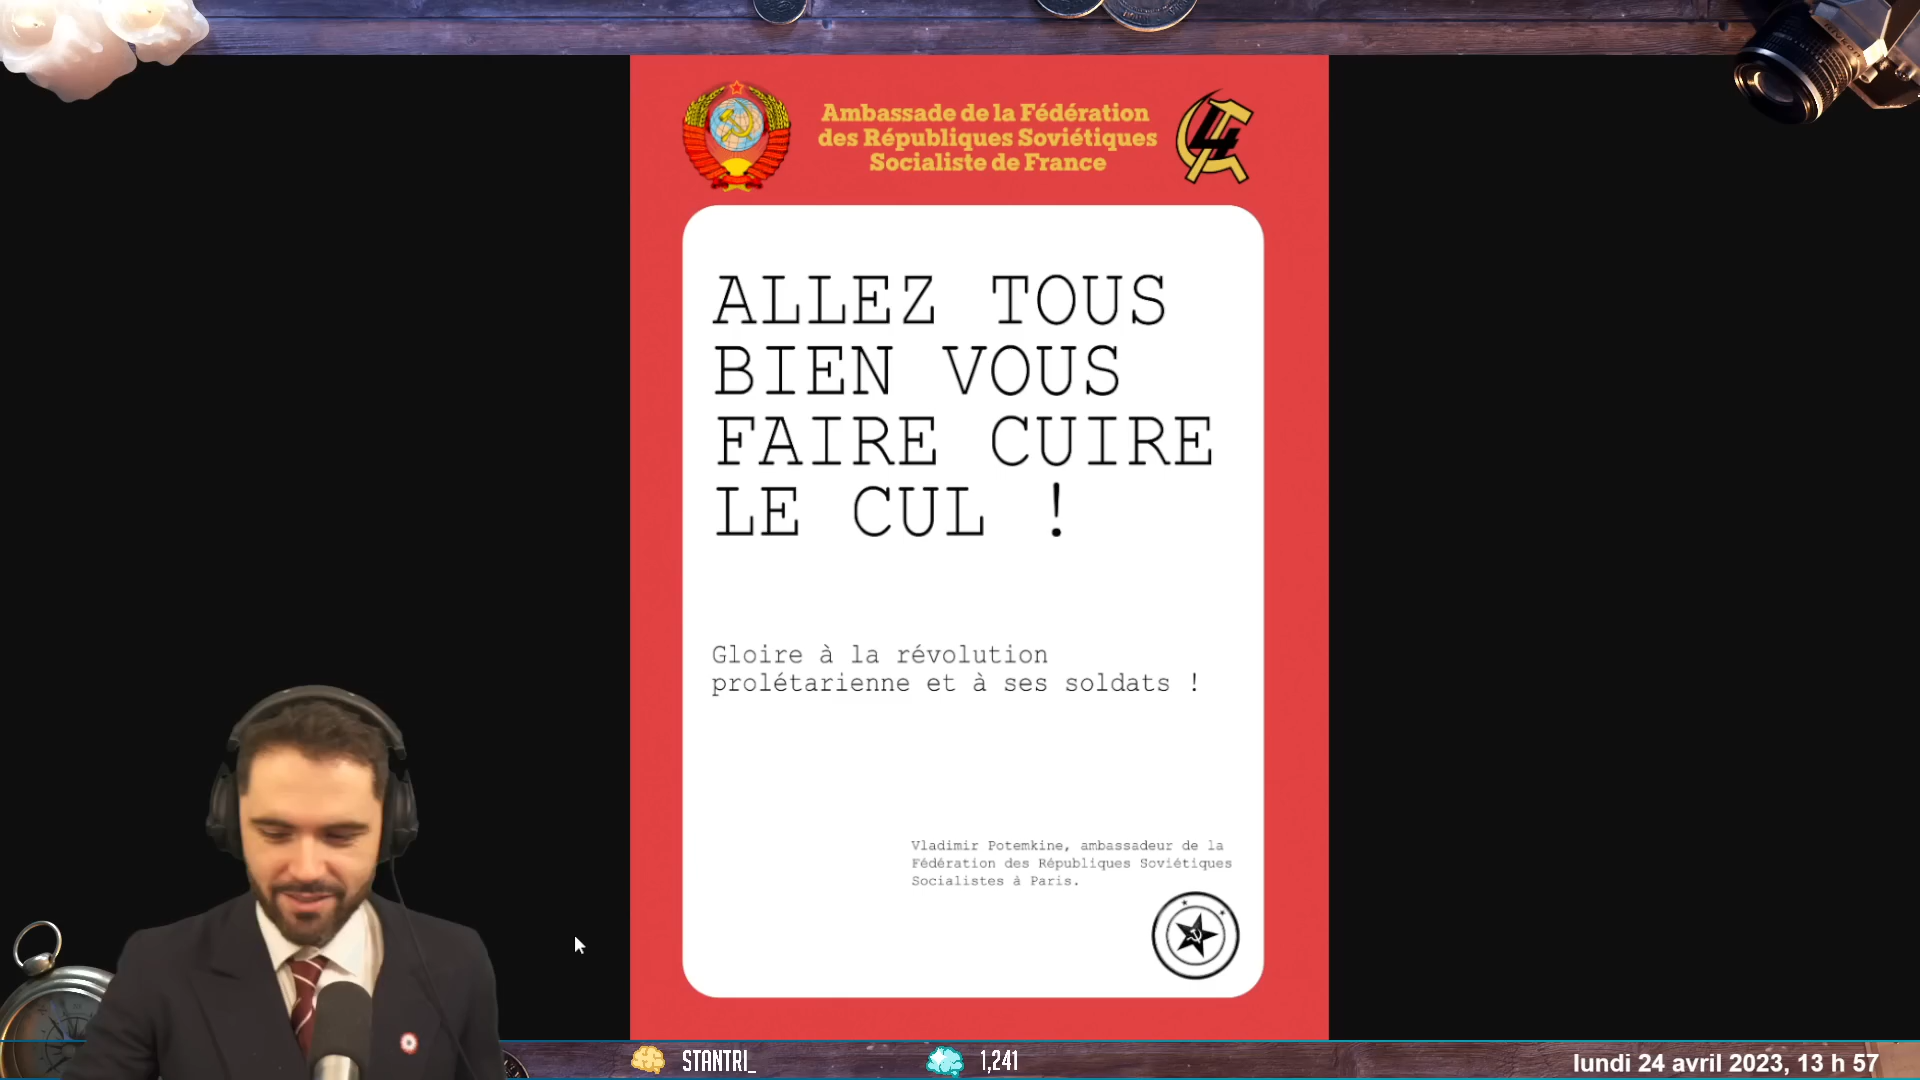 Ambassade de la Fédération
des Républiques Soviétiques
Socialiste de France
4
ALLEZ TOUS
BIEN VOUS
FAIRE CUIRE
LE CUL !
Gloire à la révolution
prolétarienne et à ses soldats !
Vladimir Potemkine, ambassadeur de la
Fédération des Républiques Soviétiques
Socialistes à Paris.
STANTRI_
1,241
lundi 24 avril 2023, 13 h 57